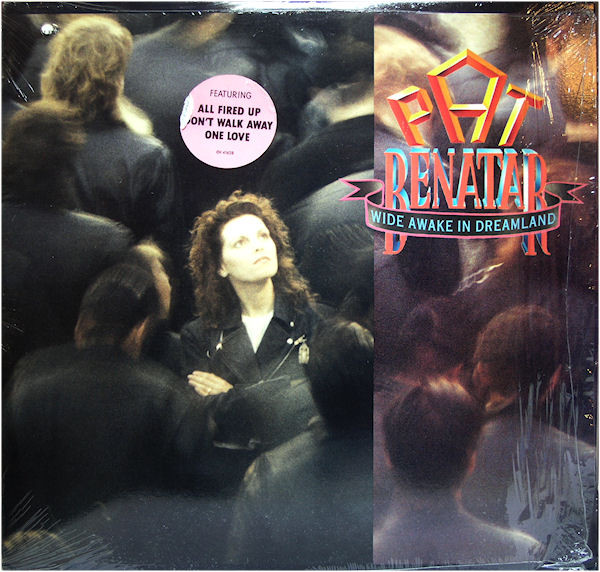 FEATURING
ALL FIRED UP
DON'T WALK AWAY
ONE LOVE
PAT
BENATAR
WIDE AWAKE IN DREAMLAND